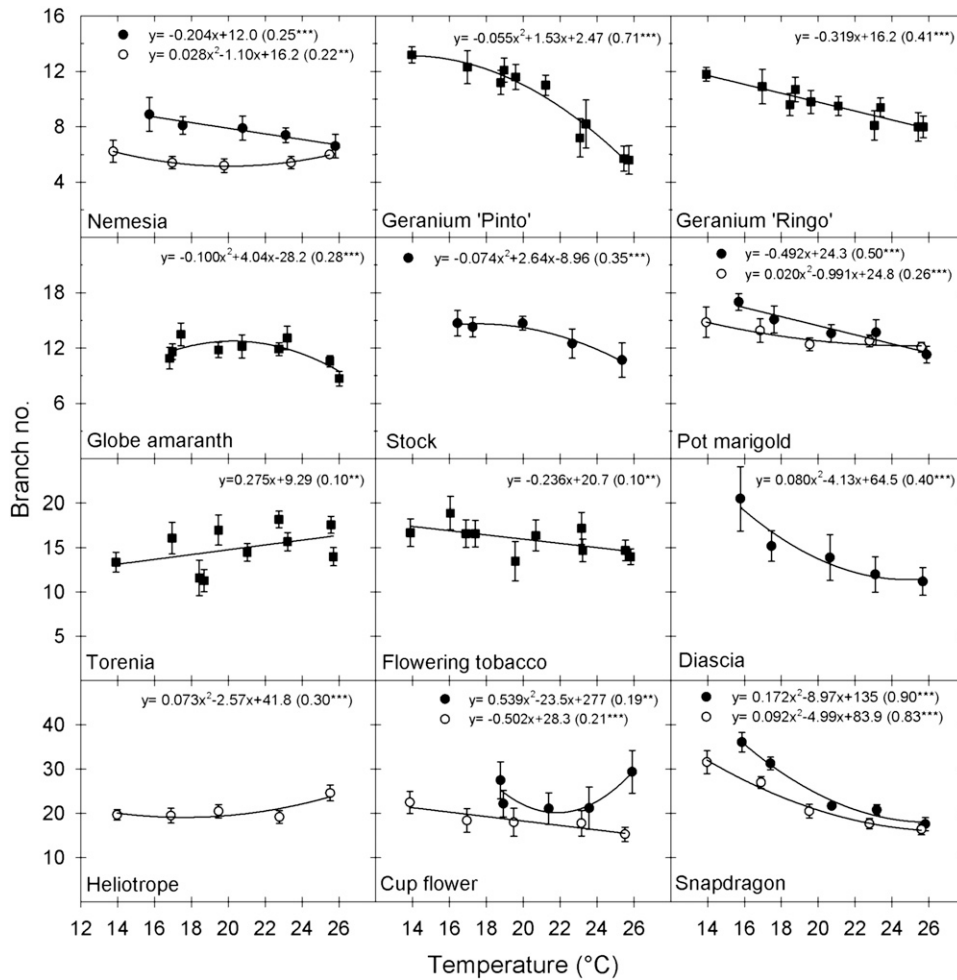 16
y= -0.204x+12.0 (0.25***)
y= 0.028x²-1.10x+16.2 (0.22**)
y= -0.055x²+1.53x+2.47 (0.71***)
y= -0.319x+16.2 (0.41***)
12
8
4
Nemesia
Geranium 'Pinto'
Geranium 'Ringo'
y= -0.100x²+4.04x-28.2 (0.28***)
y= -0.074x²+2.64x-8.96 (0.35***)
y= -0.492x+24.3 (0.50***)
y= 0.020x²-0.991x+24.8 (0.26***)
18
12
6
Globe amaranth
Stock
Pot marigold
Branch no.
y=0.275x+9.29 (0.10**)
y= -0.236x+20.7 (0.10**)
y= 0.080x²-4.13x+64.5 (0.40***)
20
15
10
5
Torenia
Flowering tobacco
Diascia
y= 0.073x²-2.57x+41.8 (0.30***)
y= 0.539x²-23.5x+277 (0.19**)
y= -0.502x+28.3 (0.21***)
y= 0.172x²-8.97x+135 (0.90***)
y= 0.092x²-4.99x+83.9 (0.83***)
40
30
20
10
Heliotrope
Cup flower
Snapdragon
14 16 18 20 22 24 26 14 16 18 20 22 24 26 14 16 18 20 22 24 26
Temperature (°C)